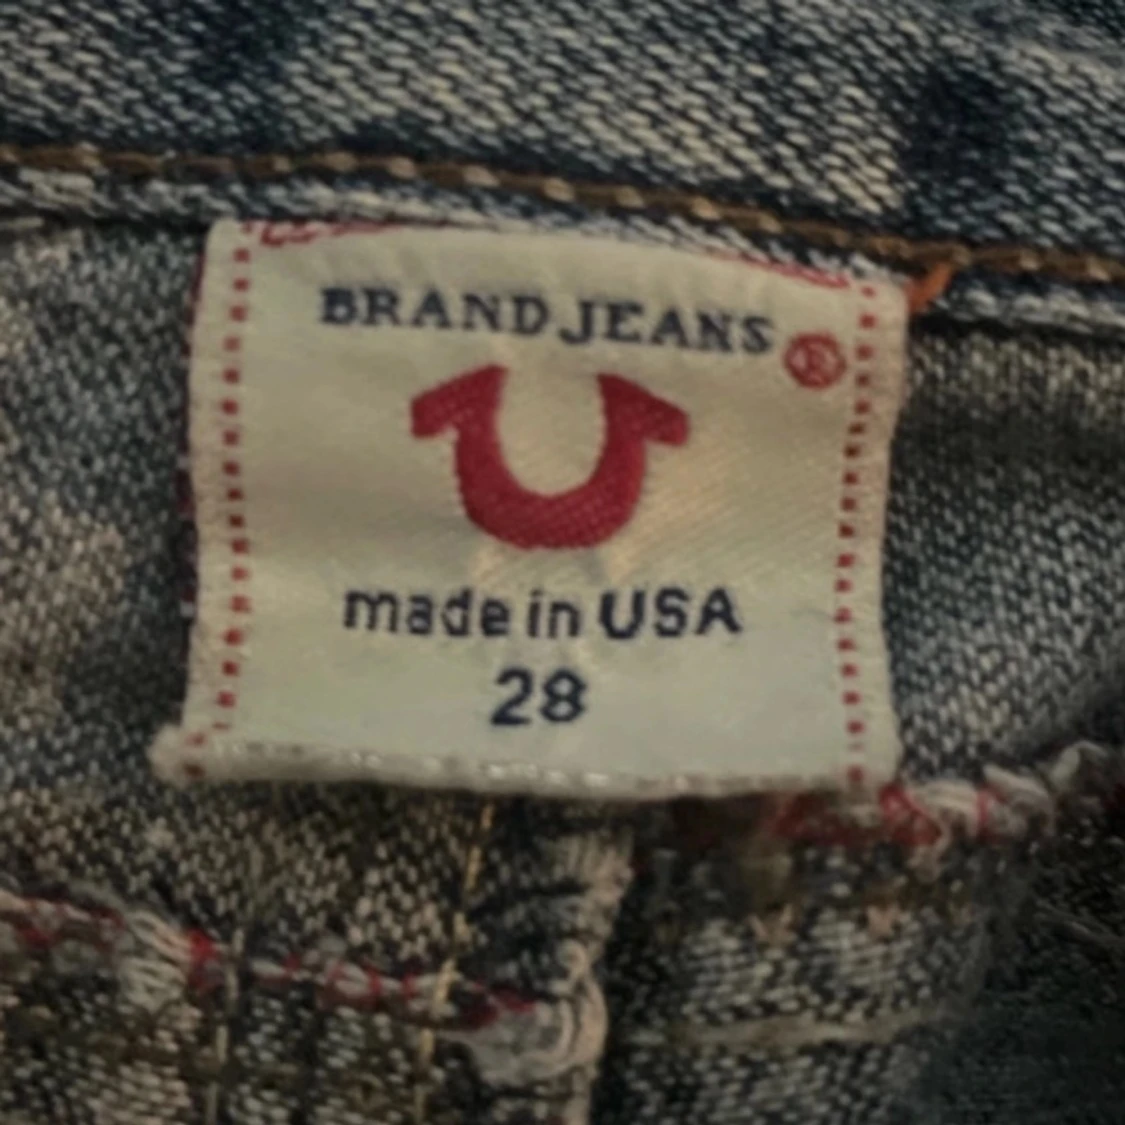 BRAND JEANS ®
made in USA
28